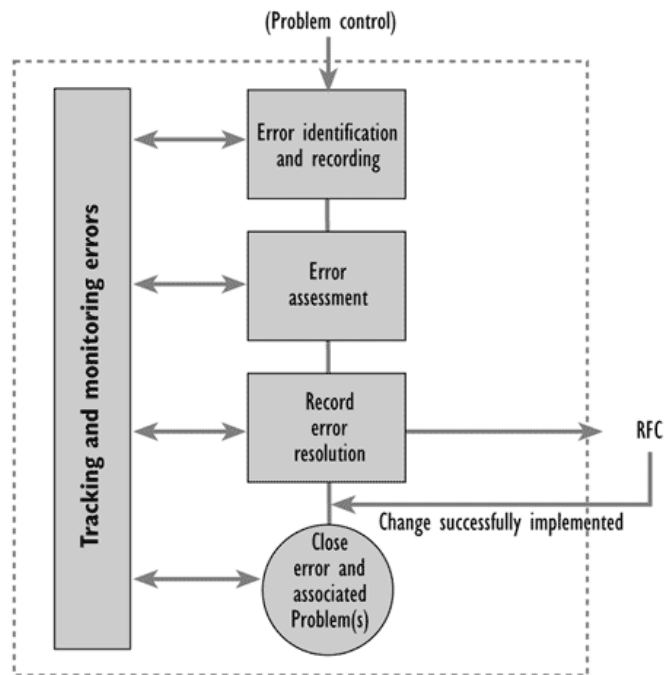 (Problem control)
Error identification
and recording
Error
assessment
Record
error
resolution
RFC
Change successfully implemented
Close
error and
associated
Problem(s)
Tracking and monitoring errors